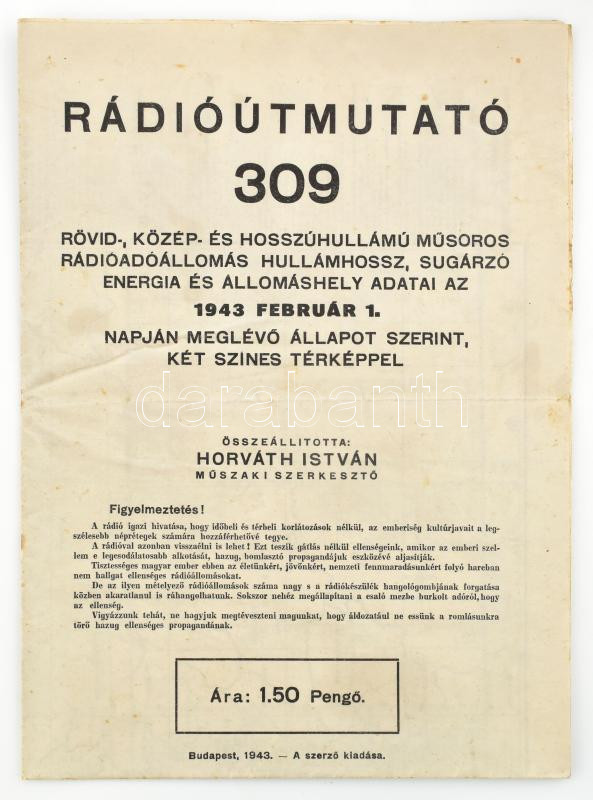 RÁDIÓÚTMUTATÓ
309
RÖVID-, KÖZÉP- ÉS HOSSZÚHULLÁMÚ MŰSOROS
RÁDIÓADÓÁLLOMÁS HULLÁMHOSSZ, SUGÁRZÓ
ENERGIA ÉS ÁLLOMÁSHELY ADATAI AZ
1943 FEBRUÁR 1.
NAPJÁN MEGLÉVŐ ÁLLAPOT SZERINT,
KÉT SZINES TÉRKÉPPEL
darabanth
ÖSSZEÁLLITOTTA:
HORVÁTH ISTVÁN
MŰSZAKI SZERKESZTŐ
Figyelmeztetés!
A rádió igazi hivatása, hogy időbeli és térbeli korlátozások nélkül, az emberiség kultúrjavait a leg-
szélesebb néprétegek számára hozzáférhetővé tegye.
A rádióval azonban visszaélni is lehet! Ezt teszik gátlás nélkül ellenségeink, amikor az emberi szel-
lem e legesodálatosabb alkotását, hazug, bomlasztó propagandájuk eszközévé aljasítják.
Tisztességes magyar ember ebben az életünkért, jövőnkért, nemzeti fennmaradásunkért folyó harcban
nem hallgat ellenséges rádióállomásokat.
De az ilyen mételyező rádióállomások száma nagy s a rádiókészülék hangológombjának forgatása
közben akaratlanul is ráhangolhatunk. Sokszor nehéz megállapítani a csaló mezbe burkolt adóról, hogy
az ellenség.
Vigyázzunk tehát, ne hagyjuk megtéveszteni magunkat, hogy áldozatául ne essünk a romlásunkra
törő hazug ellenséges propagandának.
Ára: 1.50 Pengő.
Budapest, 1943. — A szerző kiadása.